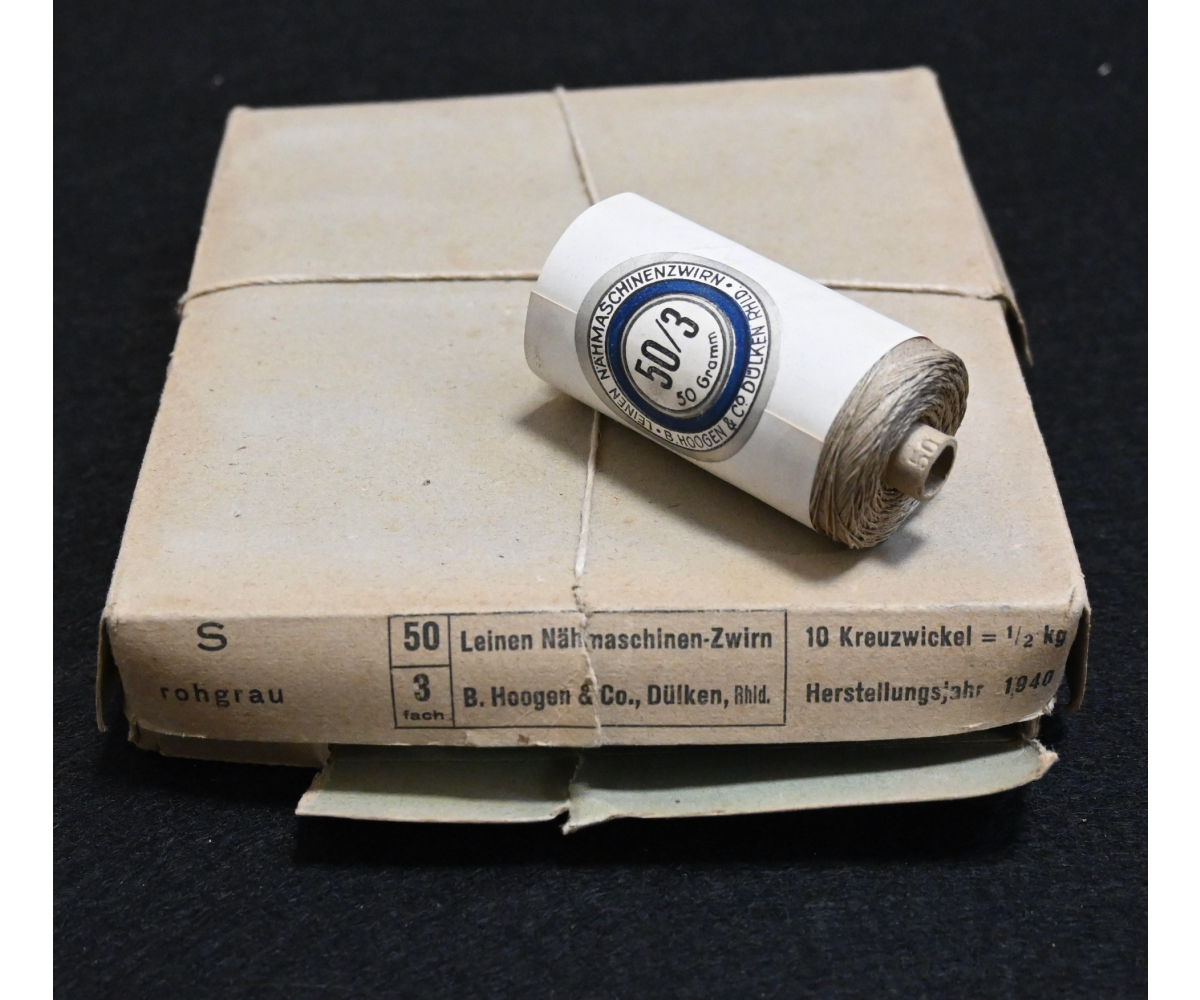 LEINEN NÄHMASCHINENZWIRN •
B. HOOGEN & Co DÜLKEN RHLD. •
50/3
50 Gramm
50
S
rohgrau
50
3
fach
Leinen Nähmaschinen-Zwirn
B. Hoogen & Co., Dülken, Rhld.
10 Kreuzwickel = 1/2 kg
Herstellungsjahr 1940